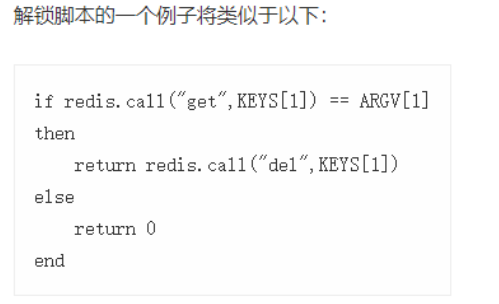 解锁脚本的一个例子将类似于以下：
if redis.call("get",KEYS[1]) == ARGV[1]
then
    return redis.call("del",KEYS[1])
else
    return 0
end